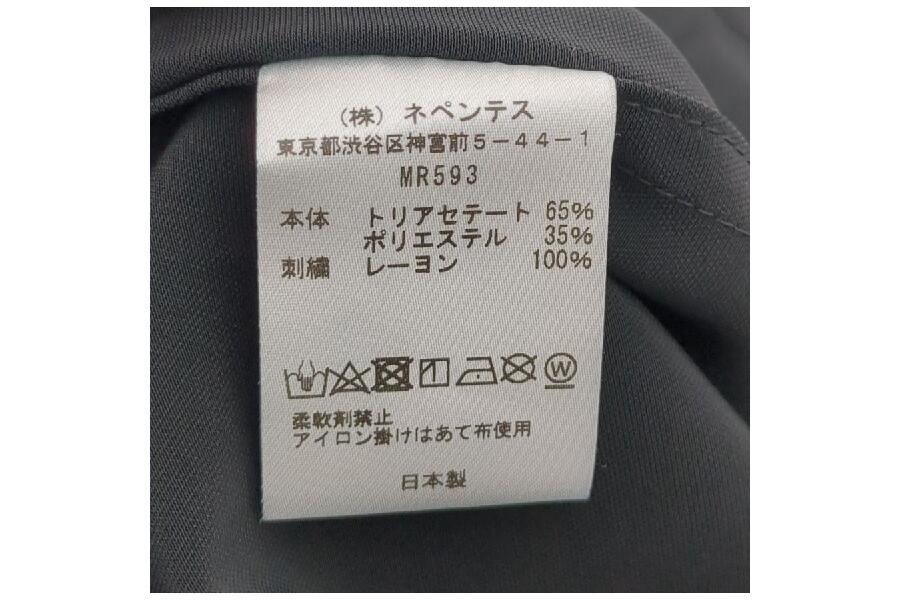 (株) ネペンテス
東京都渋谷区神宮前5-44-1
MR593
本体 トリアセテート 65%
ポリエステル 35%
刺繍 レーヨン 100%
W
柔軟剤禁止
アイロン掛けはあて布使用
日本製